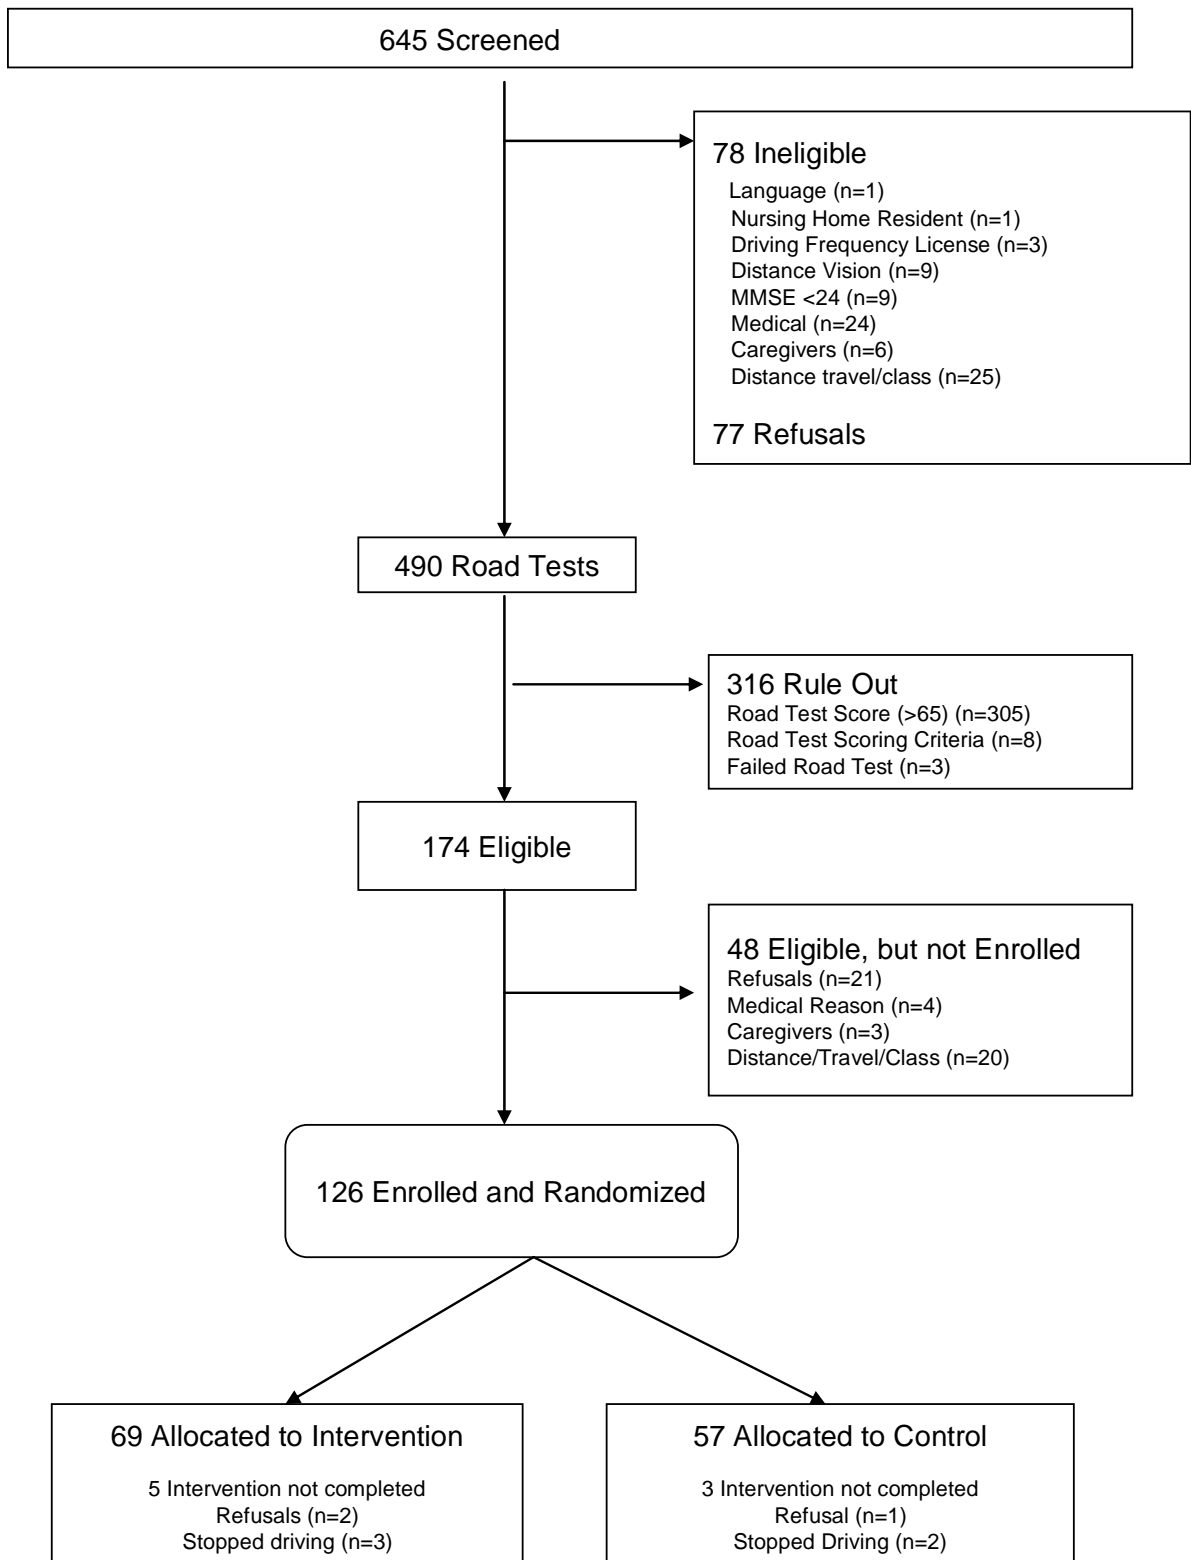 645 Screened
78 Ineligible
Language (n=1)
Nursing Home Resident (n=1)
Driving Frequency License (n=3)
Distance Vision (n=9)
MMSE <24 (n=9)
Medical (n=24)
Caregivers (n=6)
Distance travel/class (n=25)
77 Refusals
490 Road Tests
316 Rule Out
Road Test Score (>65) (n=305)
Road Test Scoring Criteria (n=8)
Failed Road Test (n=3)
174 Eligible
48 Eligible, but not Enrolled
Refusals (n=21)
Medical Reason (n=4)
Caregivers (n=3)
Distance/Travel/Class (n=20)
126 Enrolled and Randomized
69 Allocated to Intervention
5 Intervention not completed
Refusals (n=2)
Stopped driving (n=3)
57 Allocated to Control
3 Intervention not completed
Refusal (n=1)
Stopped Driving (n=2)